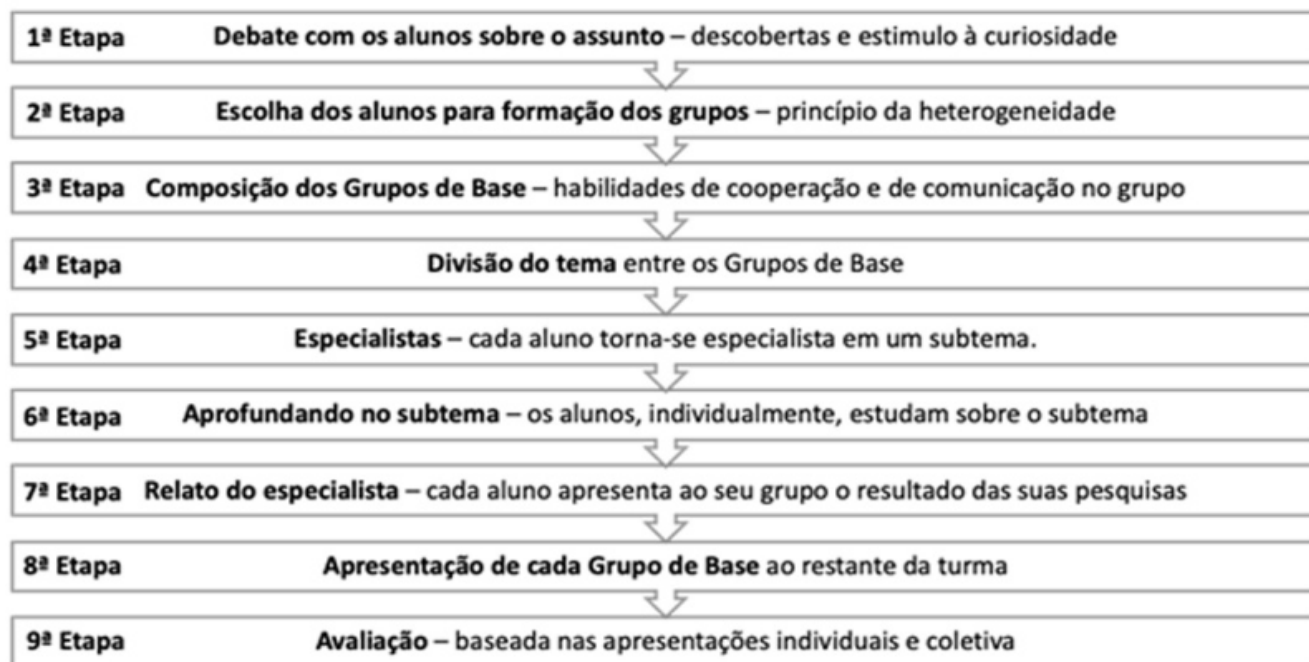 1ª Etapa Debate com os alunos sobre o assunto – descobertas e estimulo à curiosidade
2ª Etapa Escolha dos alunos para formação dos grupos – princípio da heterogeneidade
3ª Etapa Composição dos Grupos de Base – habilidades de cooperação e de comunicação no grupo
4ª Etapa Divisão do tema entre os Grupos de Base
5ª Etapa Especialistas – cada aluno torna-se especialista em um subtema.
6ª Etapa Aprofundando no subtema – os alunos, individualmente, estudam sobre o subtema
7ª Etapa Relato do especialista – cada aluno apresenta ao seu grupo o resultado das suas pesquisas
8ª Etapa Apresentação de cada Grupo de Base ao restante da turma
9ª Etapa Avaliação – baseada nas apresentações individuais e coletiva